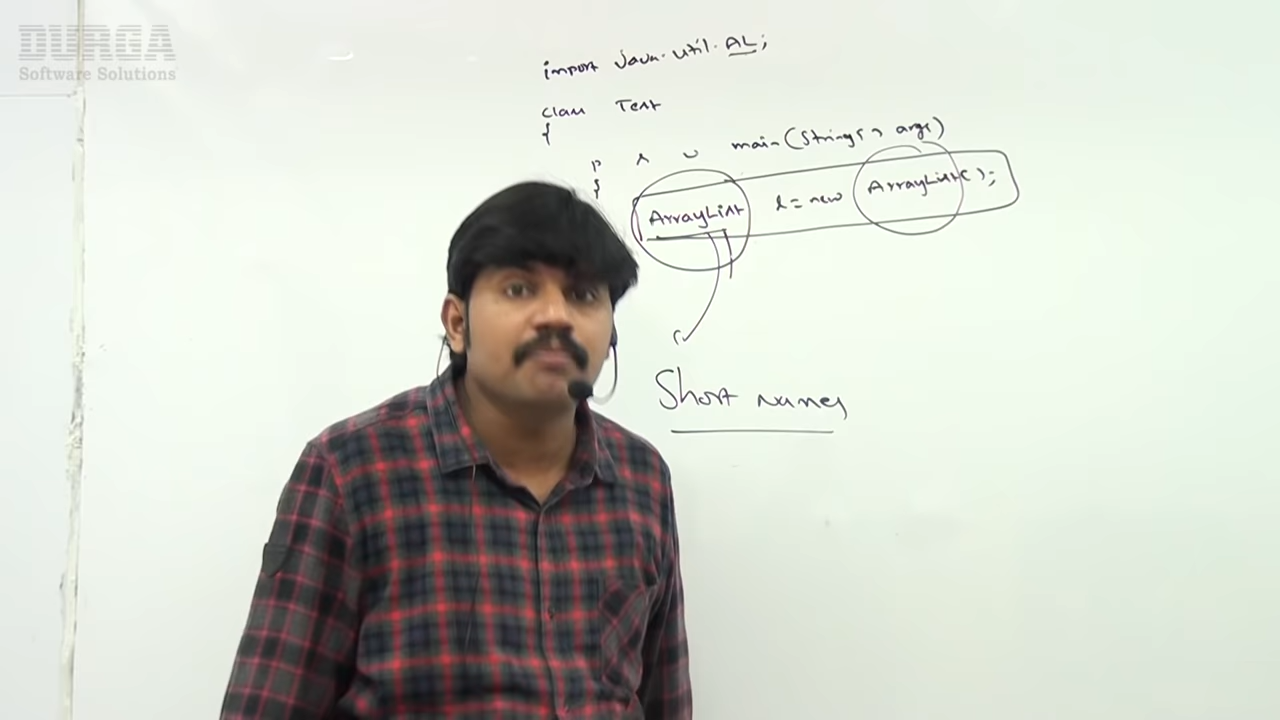 DURGA
Software Solutions
import java.util.AL;
class Test
{
p s v main(String[] args)
{
ArrayList l=new ArrayList();
Short names